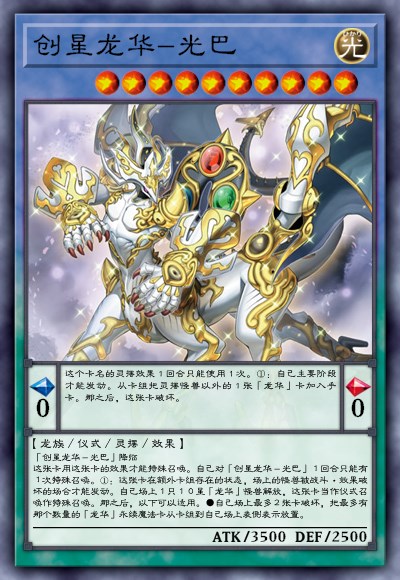 创星龙华-光巴
ひかり
光
这个卡名的灵摆效果1回合只能使用1次。①:自己主要阶段
才能发动。从卡组把灵摆怪兽以外的1张「龙华」卡加入手
卡。那之后,这张卡破坏。
0
0
【龙族/仪式/灵摆/效果】
「创星龙华-光巴」降临
这张卡用这张卡的效果才能特殊召唤。自己对「创星龙华-光巴」1回合只能有
1次特殊召唤。①:这张卡在额外卡组存在的状态,场上的怪兽被战斗·效果破
坏的场合才能发动。自己场上1只10星「龙华」怪兽解放,这张卡当作仪式召
唤作特殊召唤。那之后,以下可以适用。●自己场上最多2张卡破坏,把最多有
那个数量的「龙华」永续魔法卡从卡组到自己场上表侧表示放置。
ATK/3500 DEF/2500